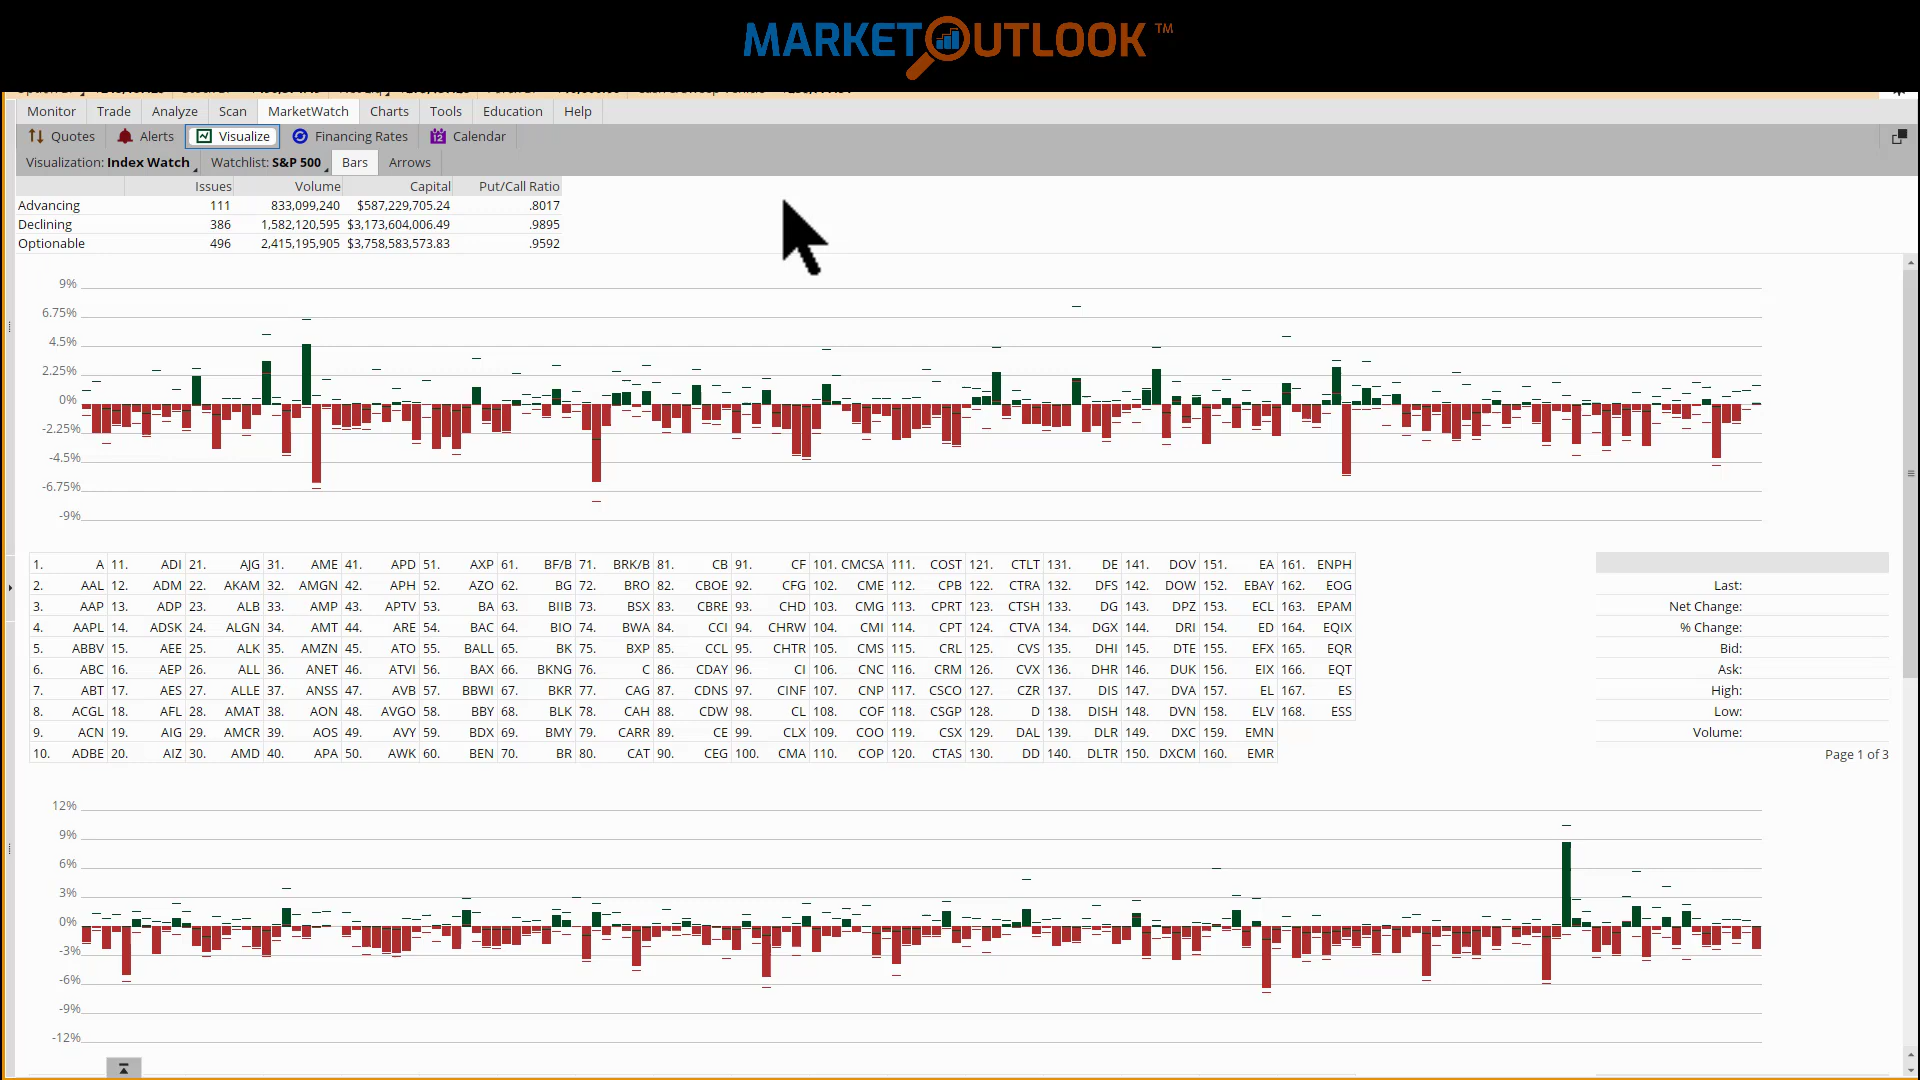 MARKETOUTLOOK™
Monitor Trade Analyze Scan MarketWatch Charts Tools Education Help
Quotes Alerts Visualize Financing Rates 12 Calendar
Visualization: Index Watch Watchlist: S&P 500 Bars Arrows
Issues Volume Capital Put/Call Ratio
Advancing 111 833,099,240 $587,229,705.24 .8017
Declining 386 1,582,120,595 $3,173,604,006.49 .9895
Optionable 496 2,415,195,905 $3,758,583,573.83 .9592
9%
6.75%
4.5%
2.25%
0%
-2.25%
-4.5%
-6.75%
-9%
1. A 11. ADI 21. AJG 31. AME 41. APD 51. AXP 61. BF/B 71. BRK/B 81. CB 91. CF 101. CMCSA 111. COST 121. CTLT 131. DE 141. DOV 151. EA 161. ENPH
2. AAL 12. ADM 22. AKAM 32. AMGN 42. APH 52. AZO 62. BG 72. BRO 82. CBOE 92. CFG 102. CME 112. CPB 122. CTRA 132. DFS 142. DOW 152. EBAY 162. EOG Last:
3. AAP 13. ADP 23. ALB 33. AMP 43. APTV 53. BA 63. BIIB 73. BSX 83. CBRE 93. CHD 103. CMG 113. CPRT 123. CTSH 133. DG 143. DPZ 153. ECL 163. EPAM Net Change:
4. AAPL 14. ADSK 24. ALGN 34. AMT 44. ARE 54. BAC 64. BIO 74. BWA 84. CCI 94. CHRW 104. CMI 114. CPT 124. CTVA 134. DGX 144. DRI 154. ED 164. EQIX % Change:
5. ABBV 15. AEE 25. ALK 35. AMZN 45. ATO 55. BALL 65. BK 75. BXP 85. CCL 95. CHTR 105. CMS 115. CRL 125. CVS 135. DHI 145. DTE 155. EFX 165. EQR Bid:
6. ABC 16. AEP 26. ALL 36. ANET 46. ATVI 56. BAX 66. BKNG 76. C 86. CDAY 96. CI 106. CNC 116. CRM 126. CVX 136. DHR 146. DUK 156. EIX 166. EQT Ask:
7. ABT 17. AES 27. ALLE 37. ANSS 47. AVB 57. BBWI 67. BKR 77. CAG 87. CDNS 97. CINF 107. CNP 117. CSCO 127. CZR 137. DIS 147. DVA 157. EL 167. ES High:
8. ACGL 18. AFL 28. AMAT 38. AON 48. AVGO 58. BBY 68. BLK 78. CAH 88. CDW 98. CL 108. COF 118. CSGP 128. D 138. DISH 148. DVN 158. ELV 168. ESS Low:
9. ACN 19. AIG 29. AMCR 39. AOS 49. AVY 59. BDX 69. BMY 79. CARR 89. CE 99. CLX 109. COO 119. CSX 129. DAL 139. DLR 149. DXC 159. EMN Volume:
10. ADBE 20. AIZ 30. AMD 40. APA 50. AWK 60. BEN 70. BR 80. CAT 90. CEG 100. CMA 110. COP 120. CTAS 130. DD 140. DLTR 150. DXCM 160. EMR Page 1 of 3
12%
9%
6%
3%
0%
-3%
-6%
-9%
-12%